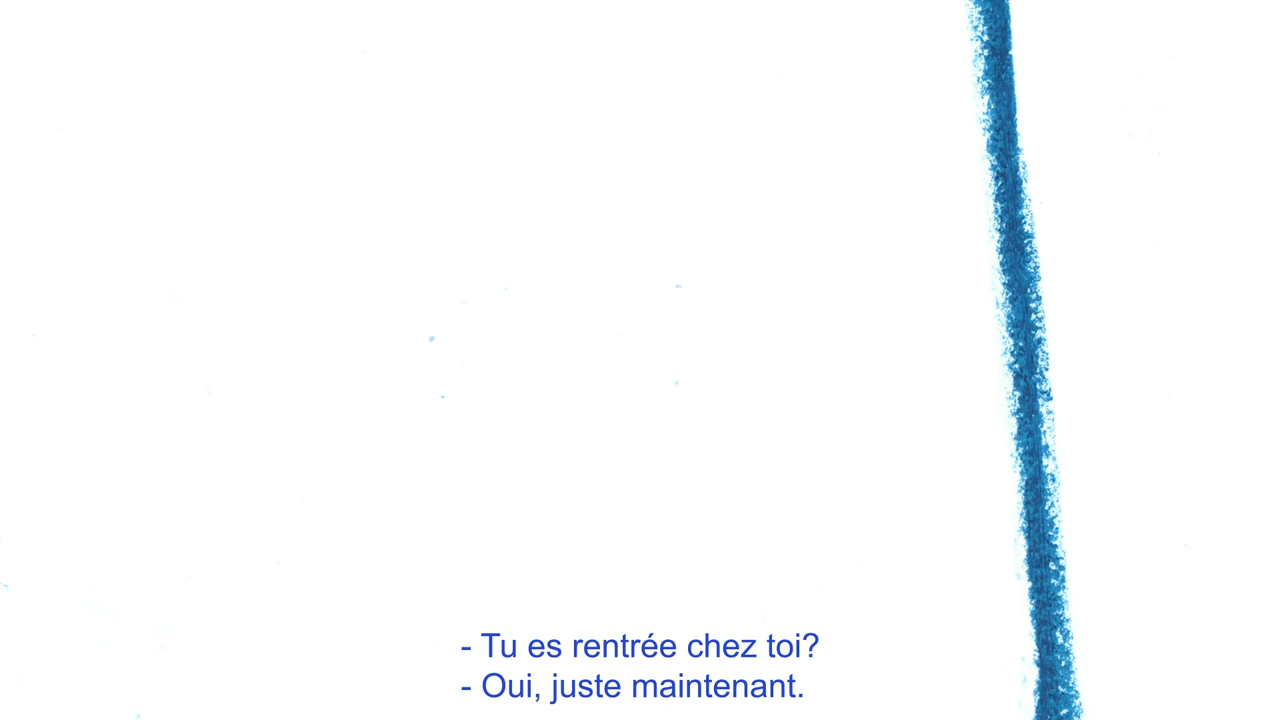 - Tu es rentrée chez toi?
- Oui, juste maintenant.